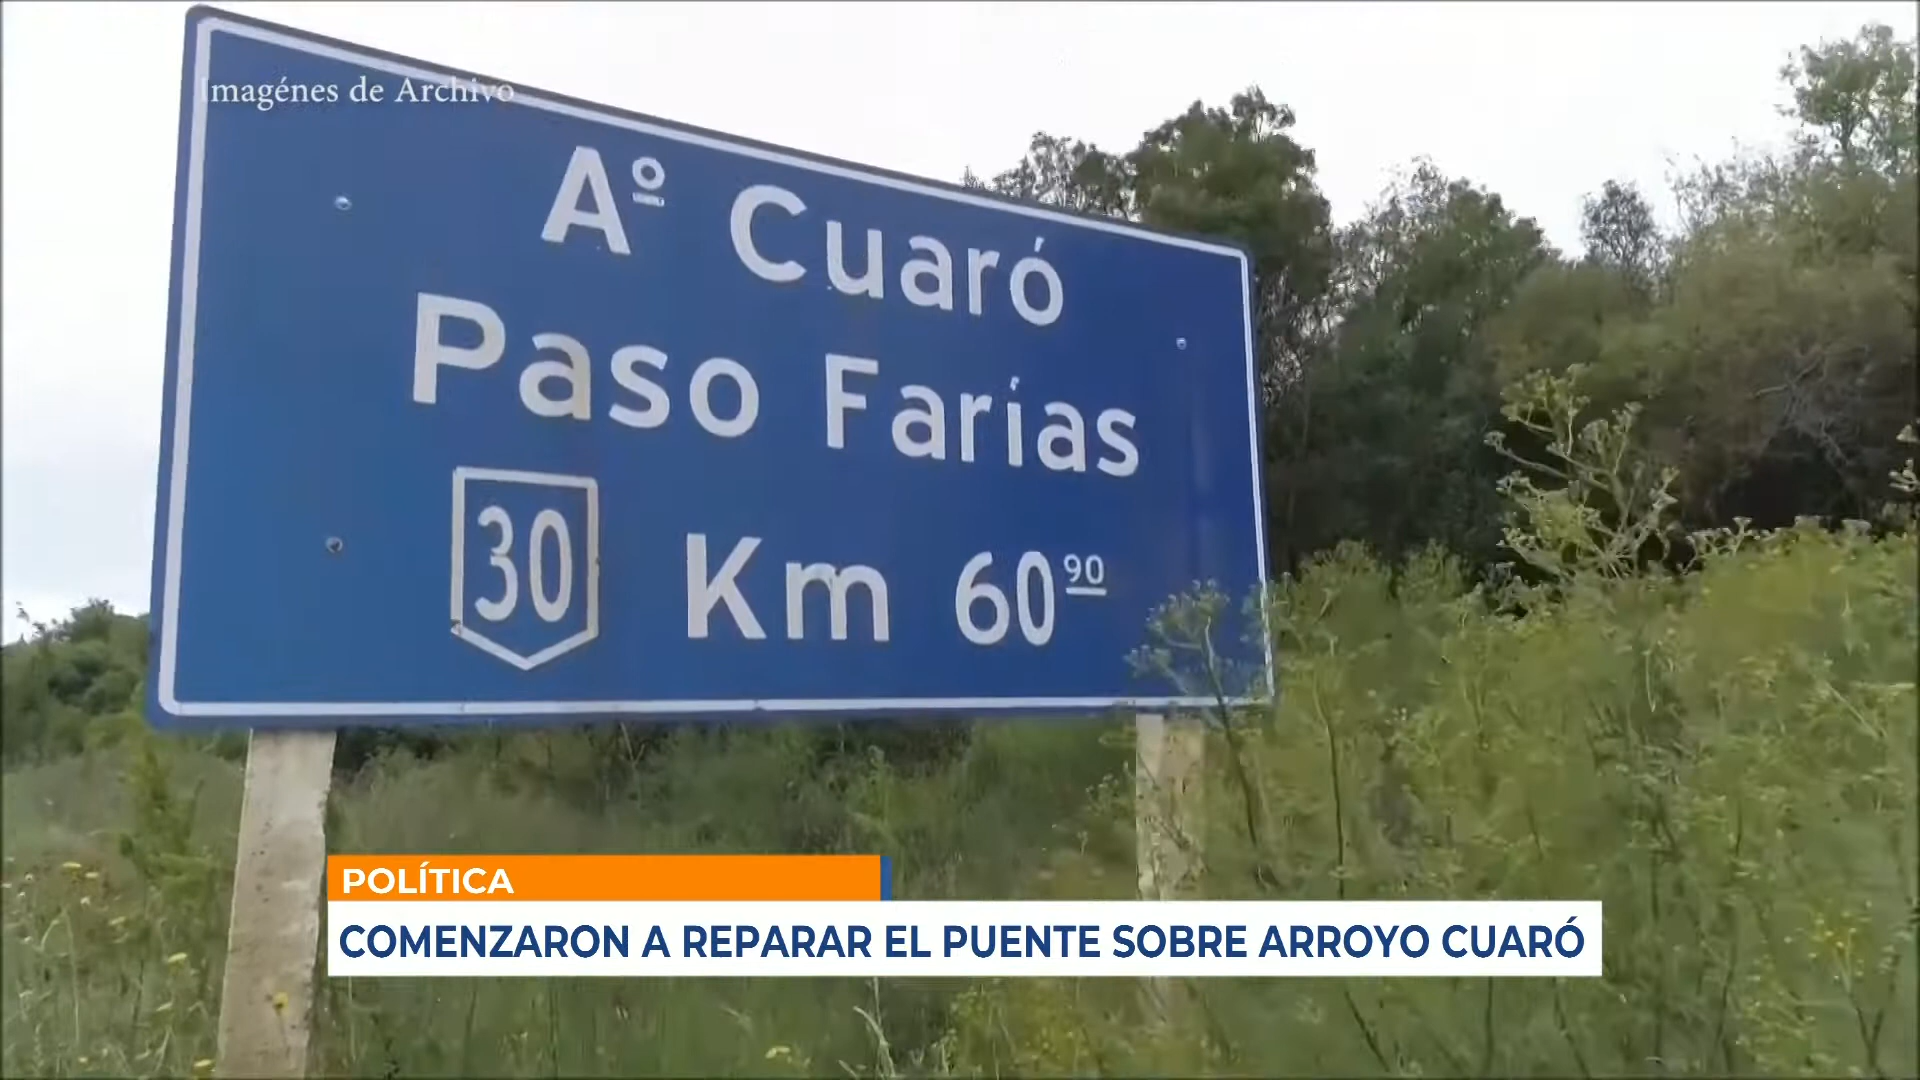 Imagénes de Archivo
Aº Cuaró
Paso Farías
30 Km 60⁹⁰
POLÍTICA
COMENZARON A REPARAR EL PUENTE SOBRE ARROYO CUARÓ